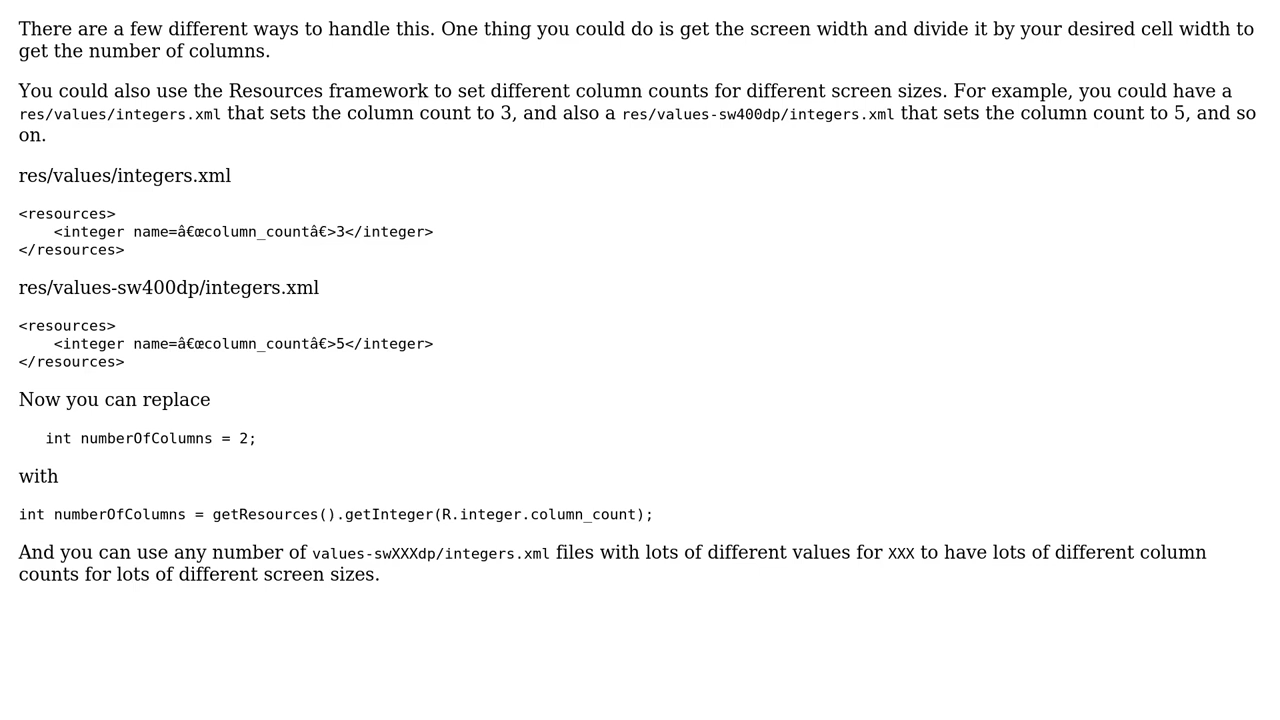 There are a few different ways to handle this. One thing you could do is get the screen width and divide it by your desired cell width to
get the number of columns.
You could also use the Resources framework to set different column counts for different screen sizes. For example, you could have a
res/values/integers.xml that sets the column count to 3, and also a res/values-sw400dp/integers.xml that sets the column count to 5, and so
on.
res/values/integers.xml
<resources>
    <integer name=â€œcolumn_countâ€>3</integer>
</resources>
res/values-sw400dp/integers.xml
<resources>
    <integer name=â€œcolumn_countâ€>5</integer>
</resources>
Now you can replace
   int numberOfColumns = 2;
with
int numberOfColumns = getResources().getInteger(R.integer.column_count);
And you can use any number of values-swXXXdp/integers.xml files with lots of different values for XXX to have lots of different column
counts for lots of different screen sizes.